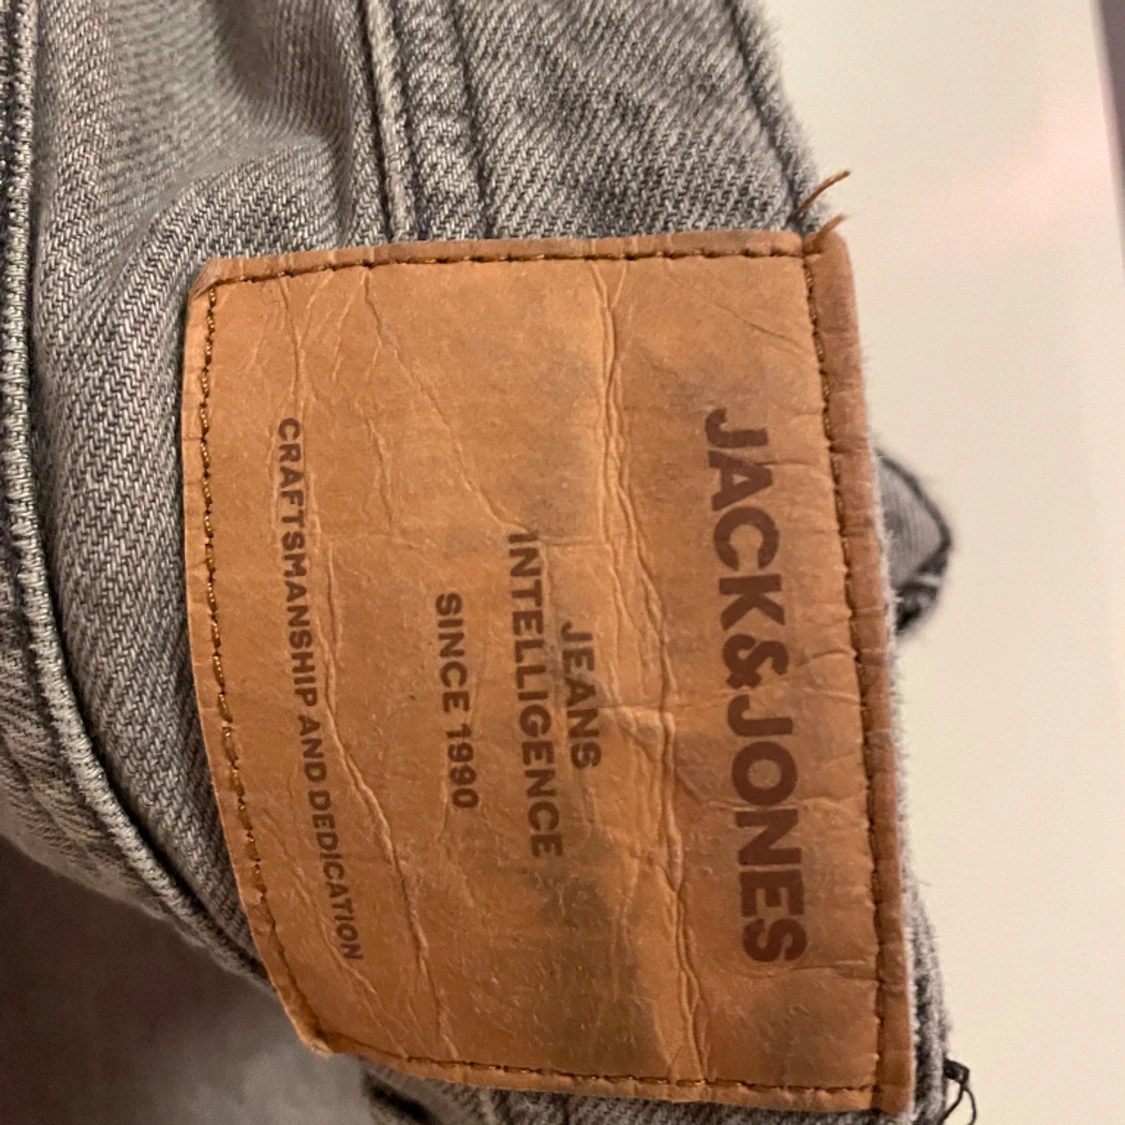 JACK&JONES
JEANS
INTELLIGENCE
SINCE 1990
CRAFTSMANSHIP AND DEDICATION